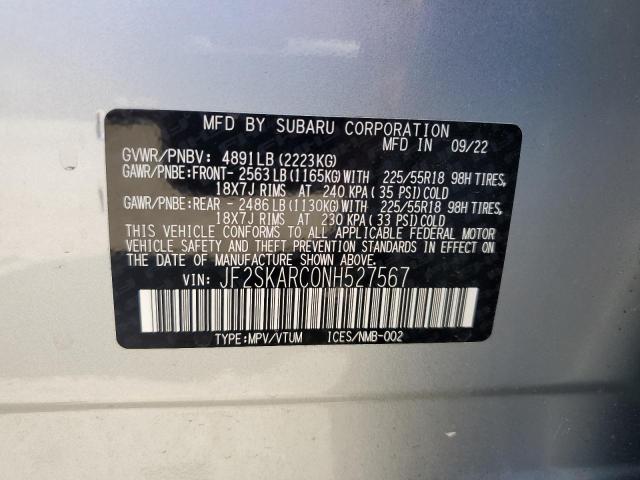 MFD BY SUBARU CORPORATION
MFD IN 09/22
GVWR/PNBV: 4891LB (2223KG)
GAWR/PNBE:FRONT- 2563LB (1165KG)WITH 225/55R18 98H TIRES,
18X7J RIMS AT 240 KPA (35 PSI)COLD
GAWR/PNBE:REAR - 2486LB (1130KG)WITH 225/55R18 98H TIRES,
18X7J RIMS AT 230 KPA (33 PSI)COLD
THIS VEHICLE CONFORMS TO ALL APPLICABLE FEDERAL MOTOR
VEHICLE SAFETY AND THEFT PREVENTION STANDARDS IN EFFECT ON
THE DATE OF MANUFACTURE SHOWN ABOVE.
VIN: JF2SKARC0NH527567
TYPE:MPV/VTUM ICES/NMB-002